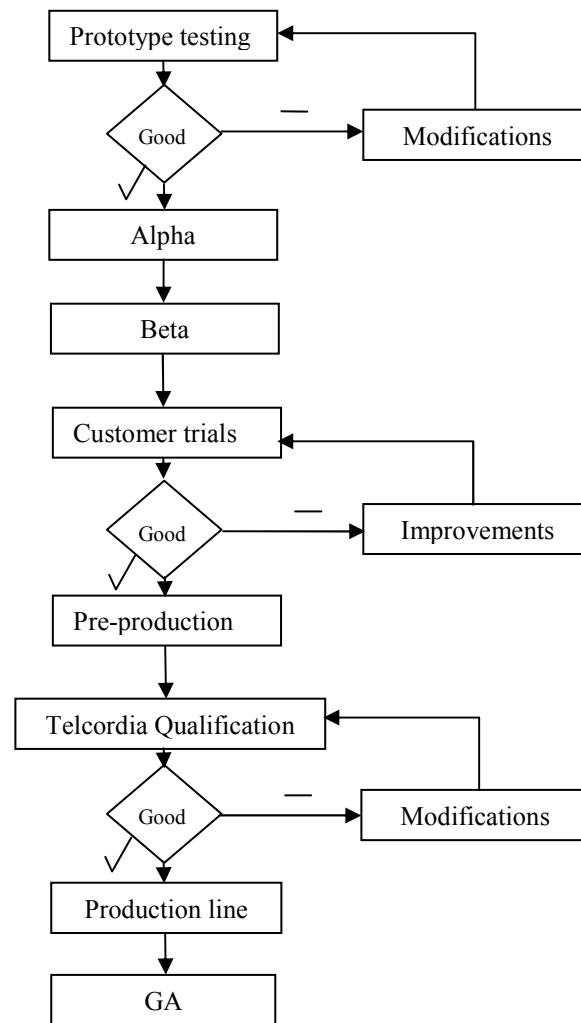 Prototype testing
Good
Modifications
Alpha
Beta
Customer trials
Good
Improvements
Pre-production
Telcordia Qualification
Good
Modifications
Production line
GA